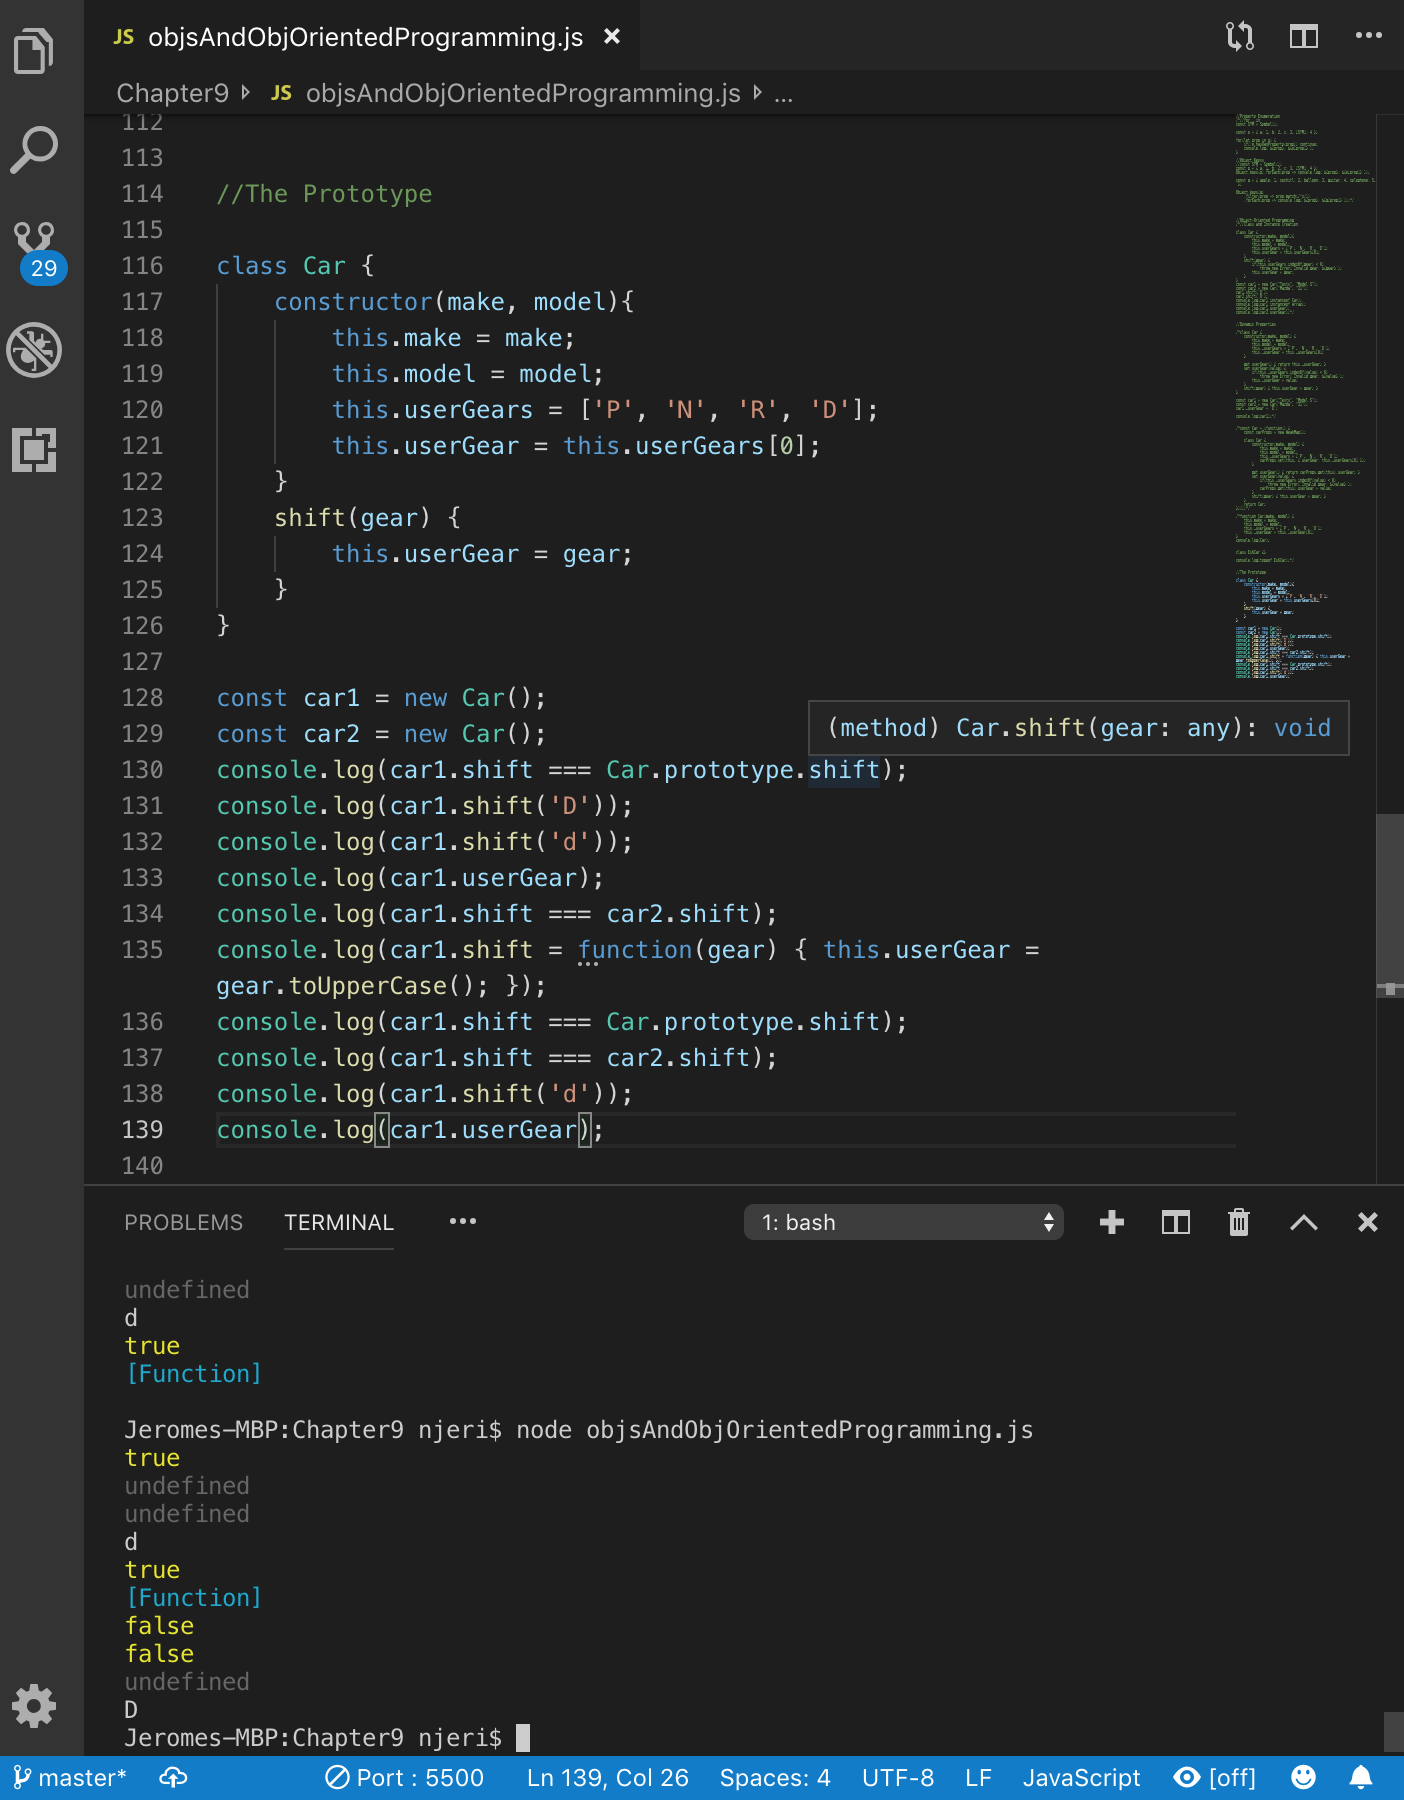 JS objsAndObjOrientedProgramming.js ×
Chapter9 JS objsAndObjOrientedProgramming.js ...
29
112
113
114 //The Prototype
115
116 class Car {
117 constructor(make, model){
118 this.make = make;
119 this.model = model;
120 this.userGears = ['P', 'N', 'R', 'D'];
121 this.userGear = this.userGears[0];
122 }
123 shift(gear) {
124 this.userGear = gear;
125 }
126 }
127
128 const car1 = new Car();
(method) Car.shift(gear: any): void
129 const car2 = new Car();
130 console.log(car1.shift === Car.prototype.shift);
131 console.log(car1.shift('D'));
132 console.log(car1.shift('d'));
133 console.log(car1.userGear);
134 console.log(car1.shift === car2.shift);
135 console.log(car1.shift = function(gear) { this.userGear =
gear.toUpperCase(); });
136 console.log(car1.shift === Car.prototype.shift);
137 console.log(car1.shift === car2.shift);
138 console.log(car1.shift('d'));
139 console.log(car1.userGear);
140
PROBLEMS TERMINAL ... 1: bash
undefined
d
true
[Function]
Jeromes-MBP:Chapter9 njeri$ node objsAndObjOrientedProgramming.js
true
undefined
undefined
d
true
[Function]
false
false
undefined
D
Jeromes-MBP:Chapter9 njeri$
master* Port : 5500 Ln 139, Col 26 Spaces: 4 UTF-8 LF JavaScript [off]